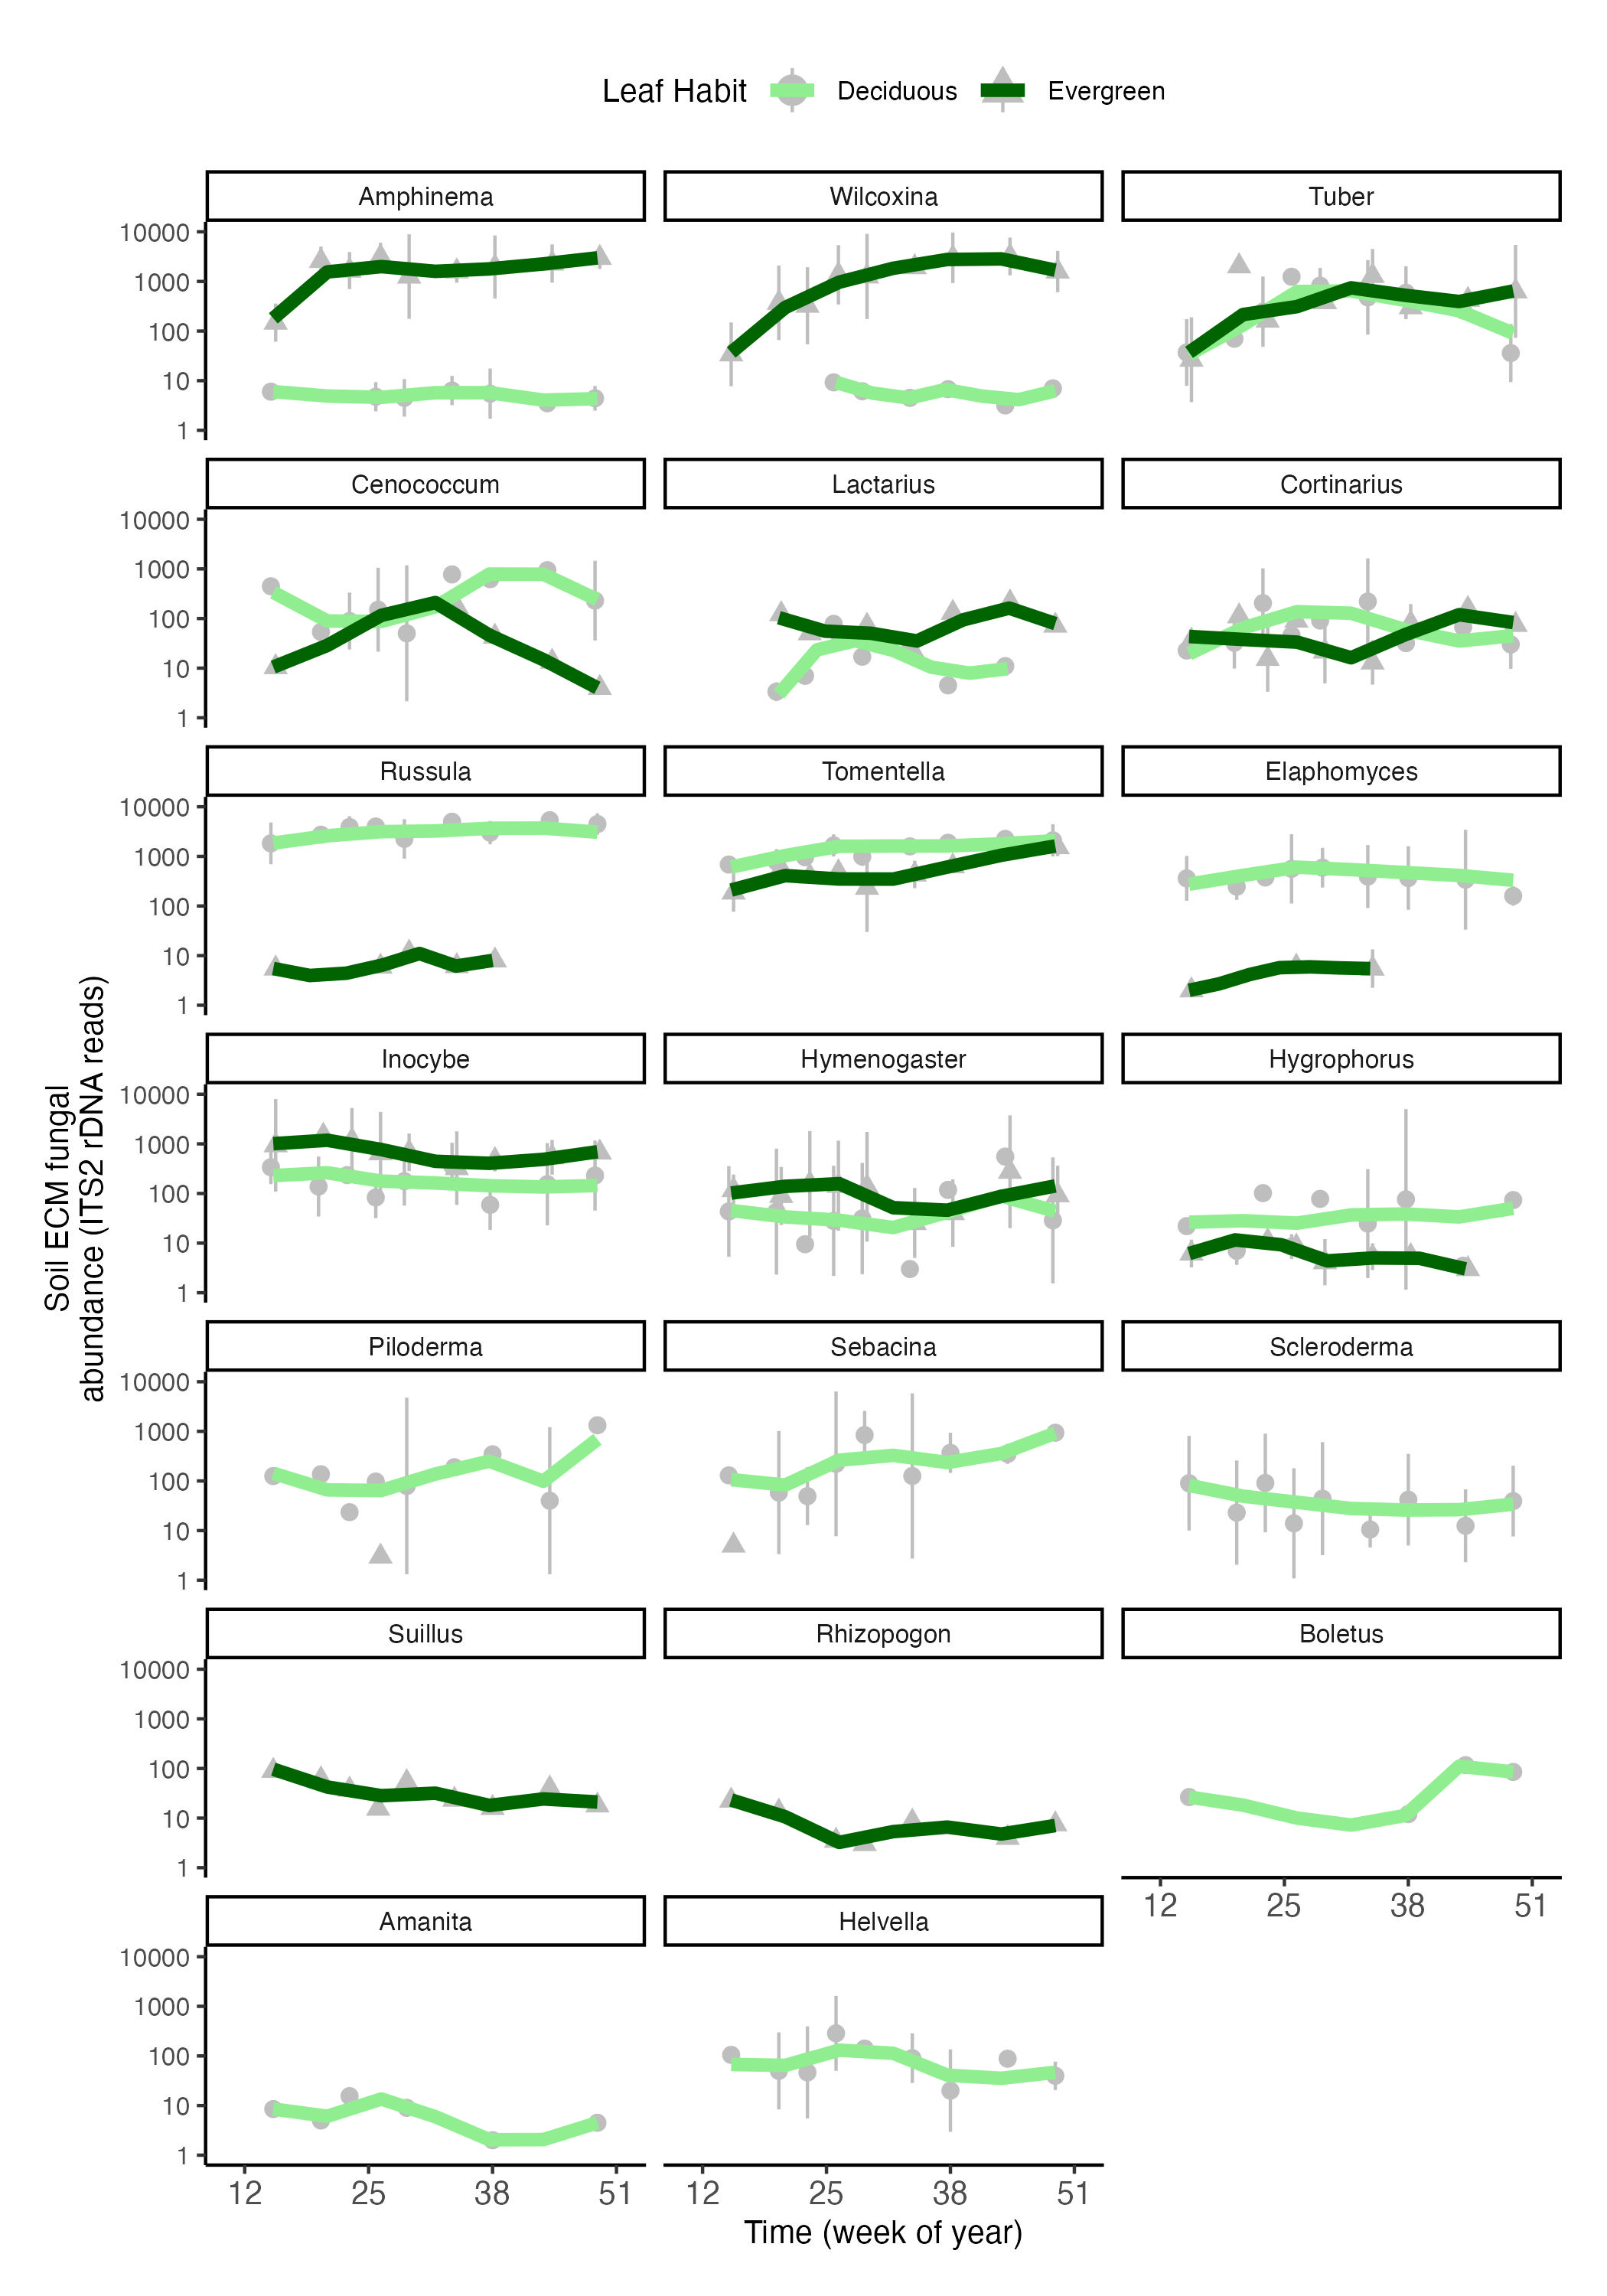 Leaf Habit Deciduous Evergreen
Amphinema Wilcoxina Tuber
10000
1000
100
10
1
Cenococcum Lactarius Cortinarius
10000
1000
100
10
1
Russula Tomentella Elaphomyces
10000
1000
100
10
1
Soil ECM fungal
abundance (ITS2 rDNA reads)
Inocybe Hymenogaster Hygrophorus
10000
1000
100
10
1
Piloderma Sebacina Scleroderma
10000
1000
100
10
1
Suillus Rhizopogon Boletus
10000
1000
100
10
1
12 25 38 51
Amanita Helvella
10000
1000
100
10
1
12 25 38 51 12 25 38 51
Time (week of year)